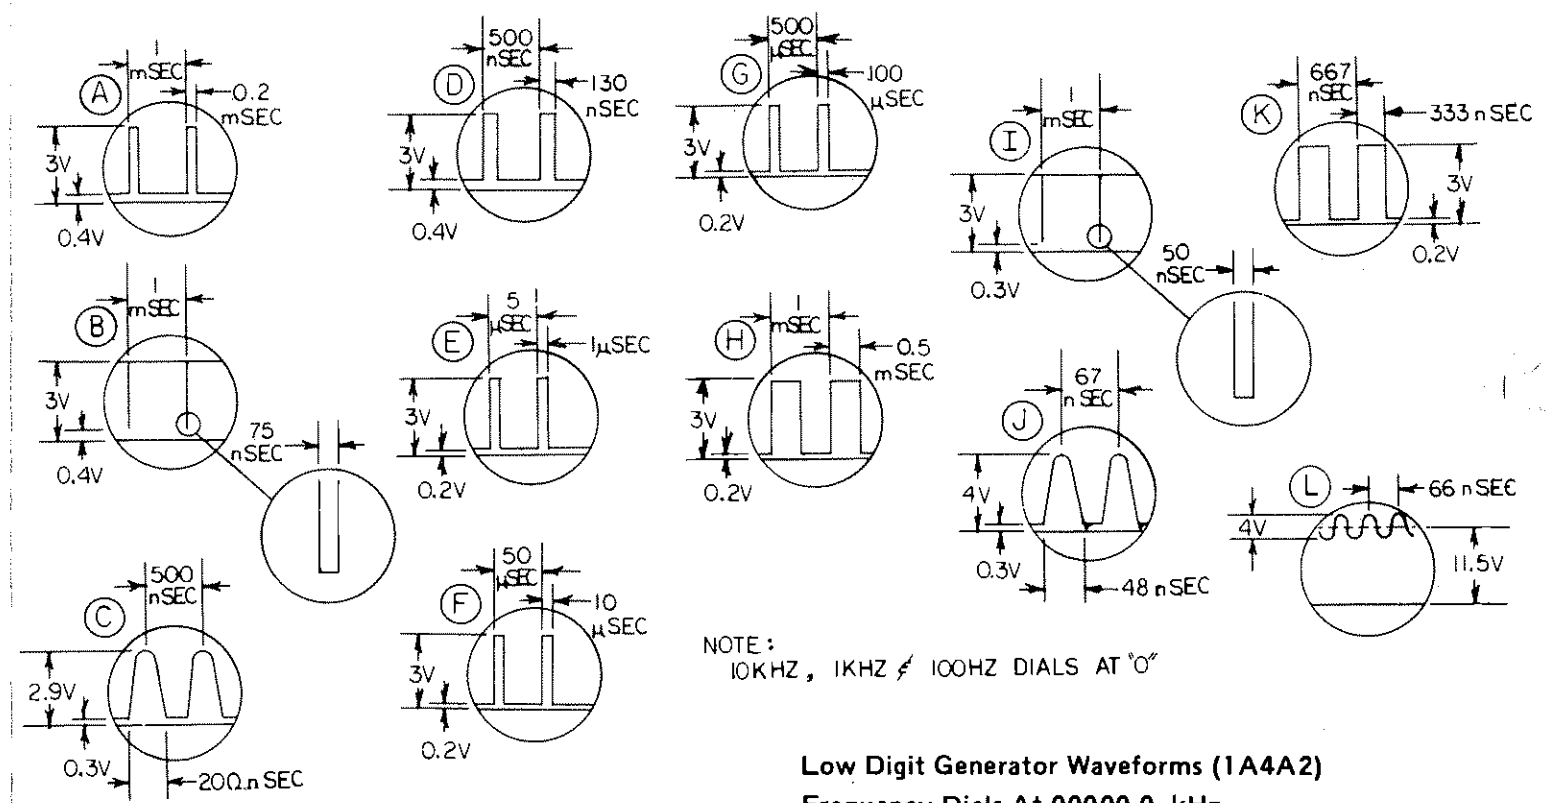 A
1
mSEC
0.2
mSEC
3V
0.4V
B
1
mSEC
3V
0.4V
75
nSEC
C
500
nSEC
2.9V
0.3V
200.nSEC
D
500
nSEC
130
nSEC
3V
0.4V
E
5
µSEC
1µSEC
3V
0.2V
F
50
µSEC
10
µSEC
3V
0.2V
G
500
µSEC
100
µSEC
3V
0.2V
H
1
mSEC
0.5
mSEC
3V
0.2V
I
1
mSEC
3V
0.3V
50
nSEC
J
67
nSEC
4V
0.3V
48 nSEC
K
667
nSEC
333 nSEC
3V
0.2V
L
66 nSEC
4V
11.5V
NOTE:
10KHZ, 1KHZ & 100HZ DIALS AT "0"
Low Digit Generator Waveforms (1A4A2)
Frequency Dials At 00000.0 kHz